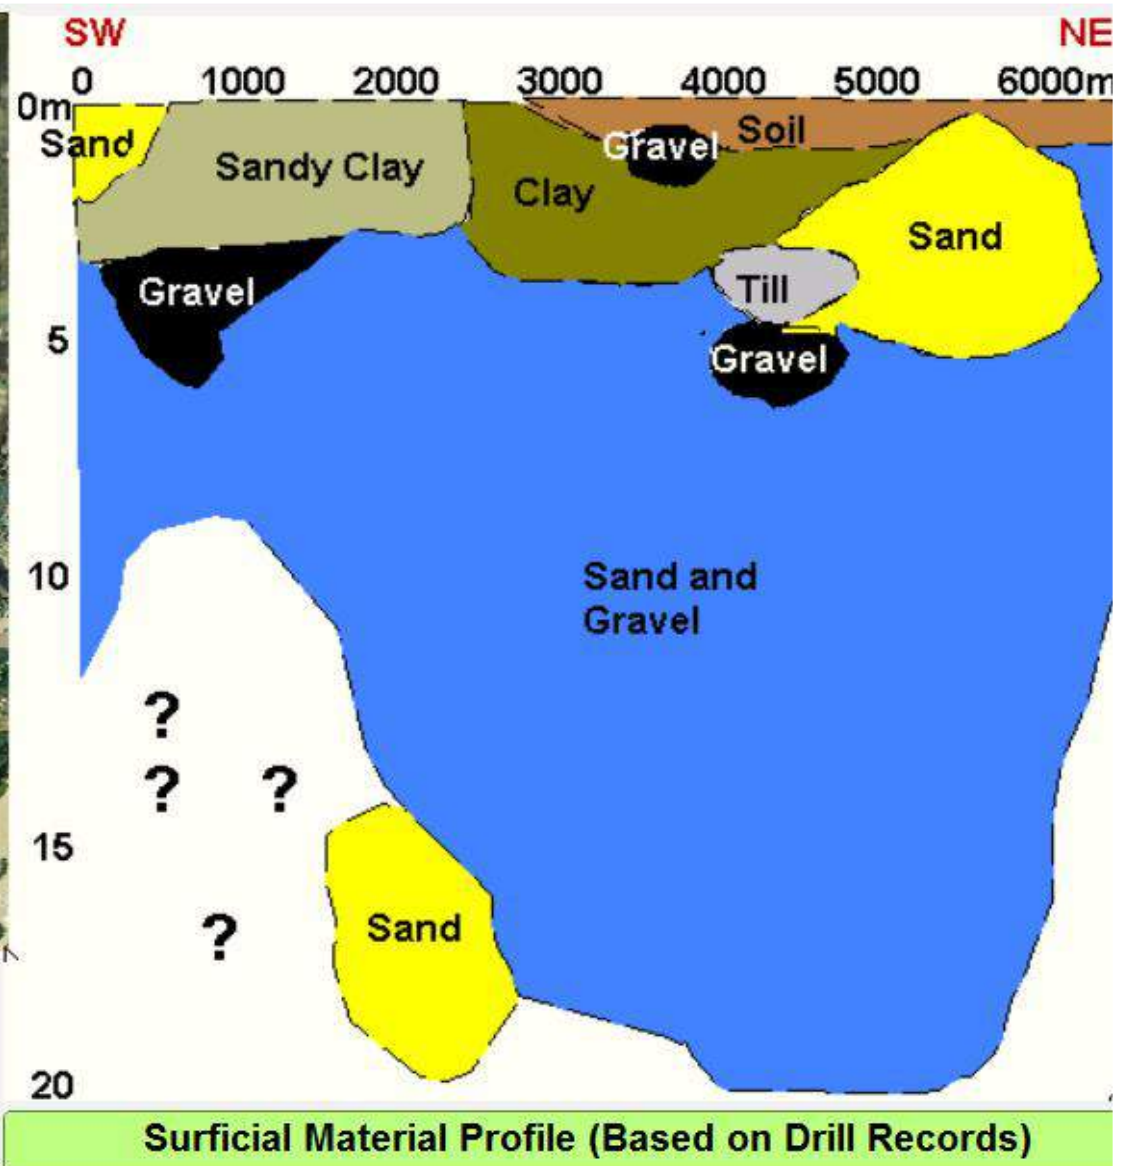 SW NE
0 1000 2000 3000 4000 5000 6000m
0m
Sand
Sandy Clay
Clay
Gravel
Soil
Sand
Gravel
Till
5
Gravel
10
Sand and
Gravel
?
? ?
15
Sand
?
20
Surficial Material Profile (Based on Drill Records)